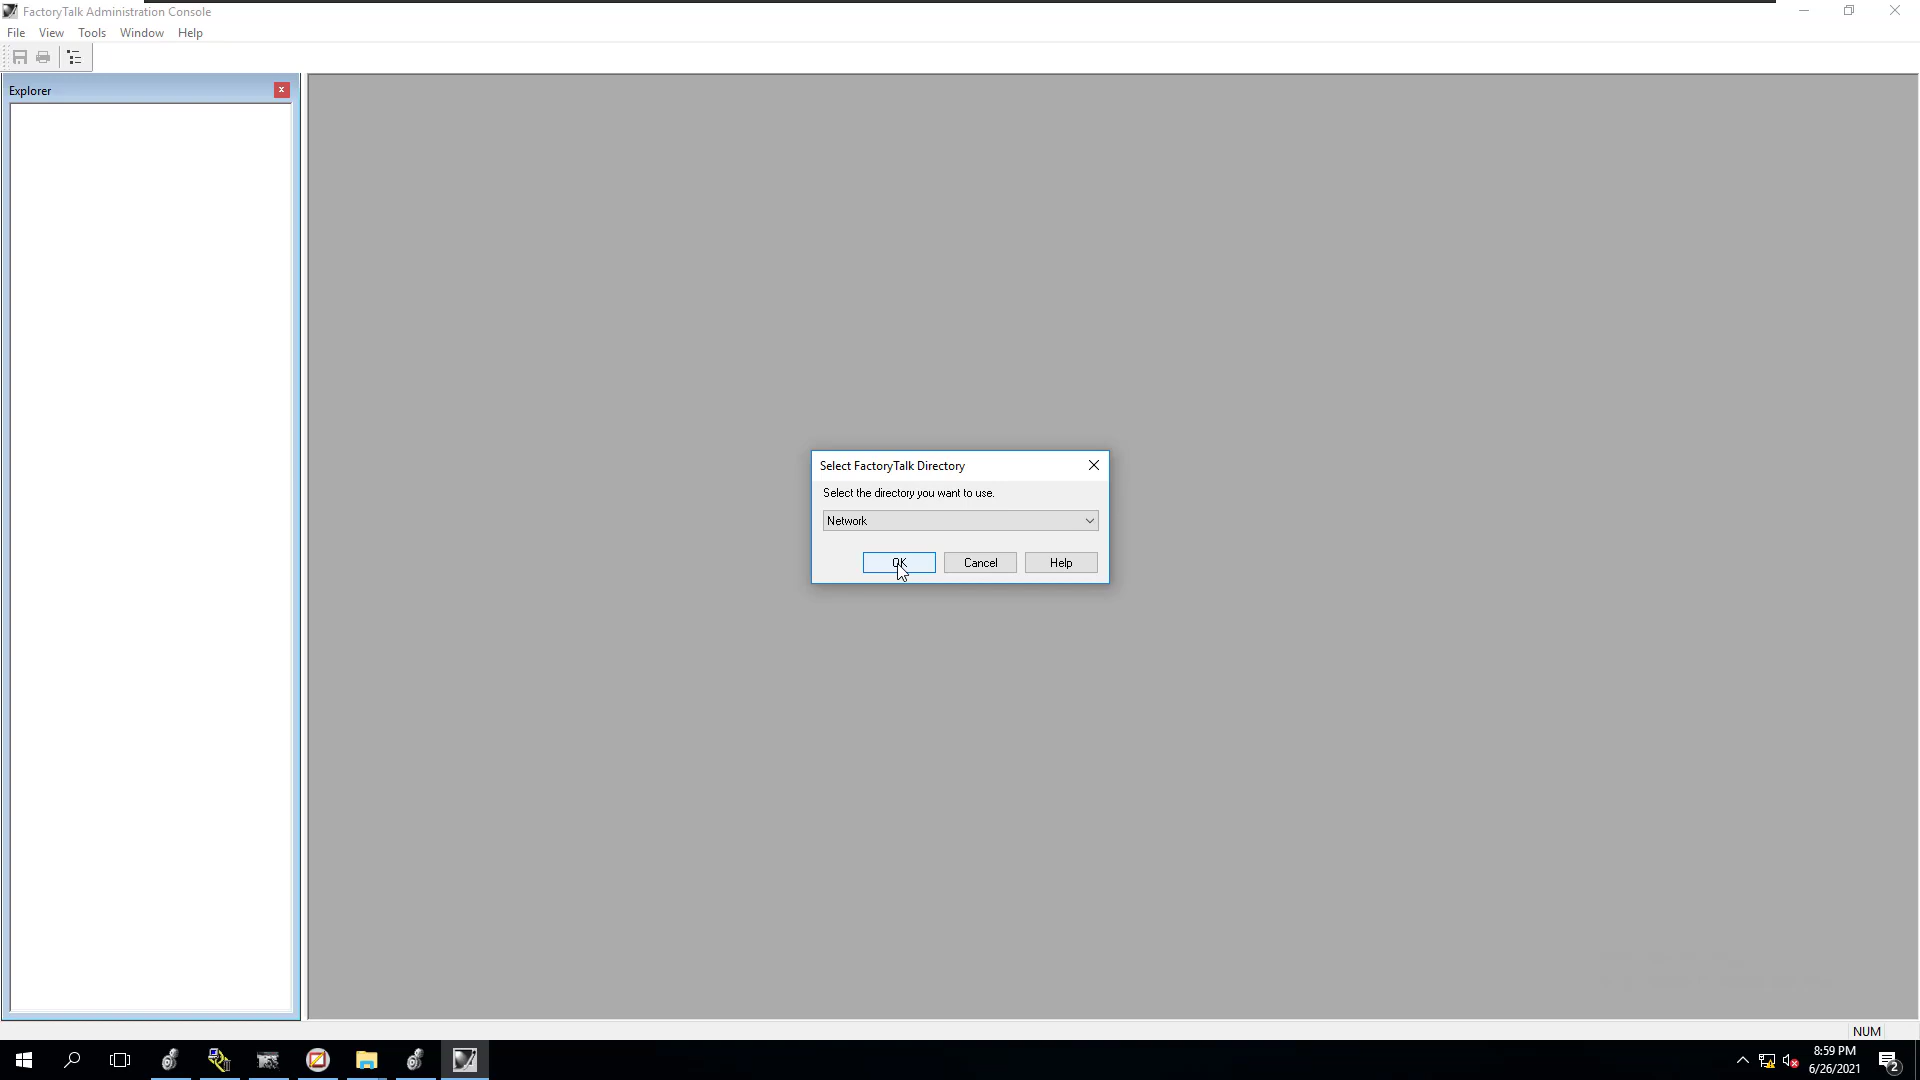 FactoryTalk Administration Console
File View Tools Window Help
Explorer
Select FactoryTalk Directory
Select the directory you want to use.
Network
OK Cancel Help
NUM
8:59 PM
6/26/2021
2